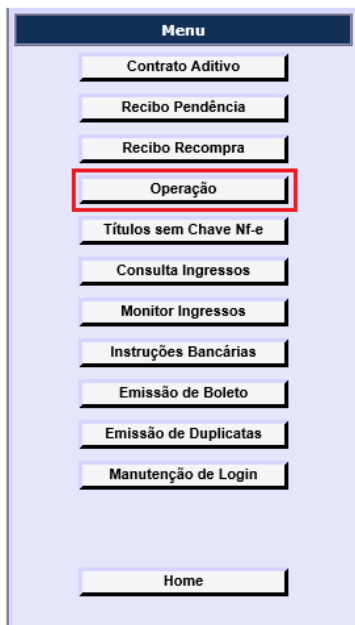 Menu
Contrato Aditivo
Recibo Pendência
Recibo Recompra
Operação
Títulos sem Chave Nf-e
Consulta Ingressos
Monitor Ingressos
Instruções Bancárias
Emissão de Boleto
Emissão de Duplicatas
Manutenção de Login
Home